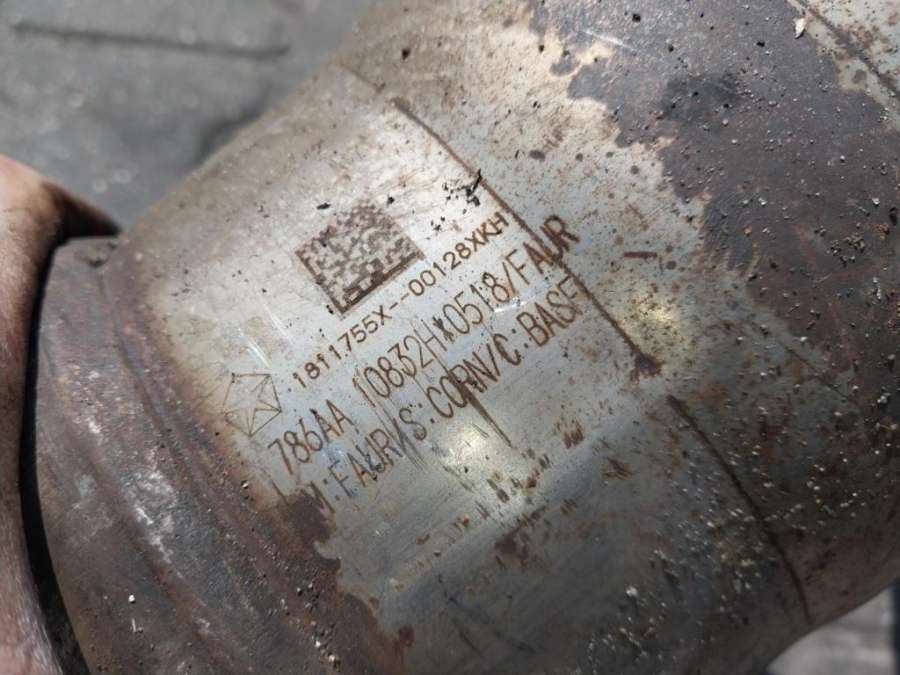 1811755X--00128XKH
786AA 10832H 0518/FAUR
M:FAUR/S:CORN/C:BASF